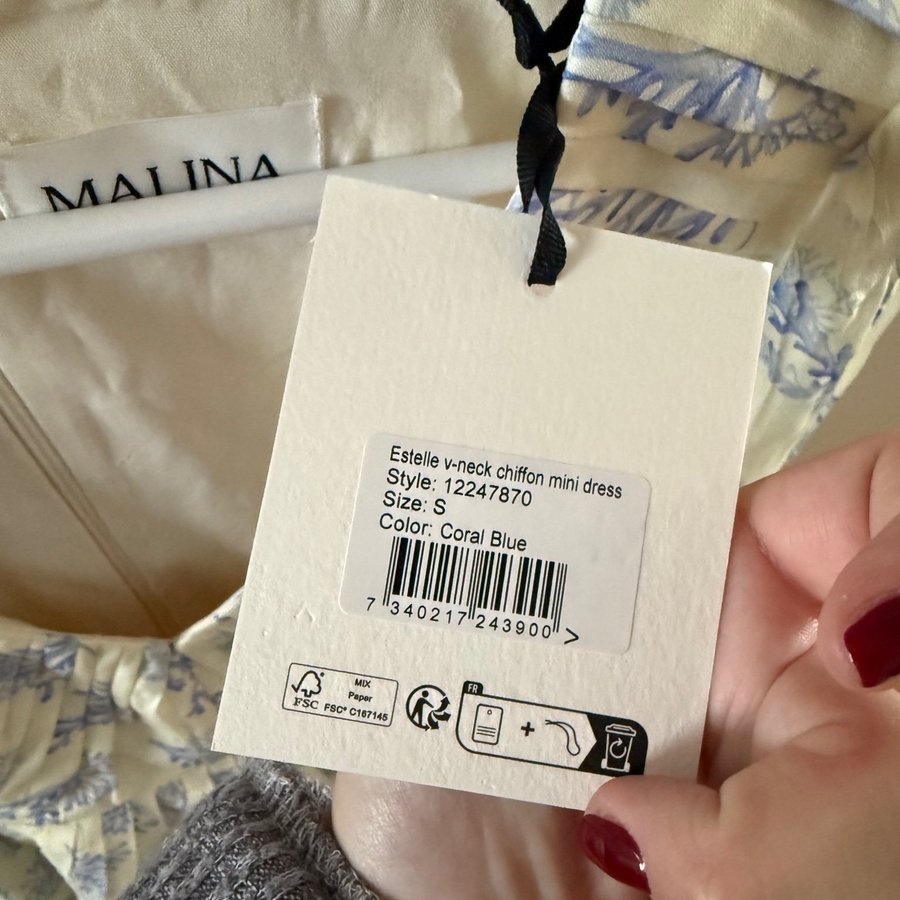 MALINA
Estelle v-neck chiffon mini dress
Style: 12247870
Size: S
Color: Coral Blue
7 340217 243900 >
FSC
MIX
Paper
FSC® C167145
FR
+